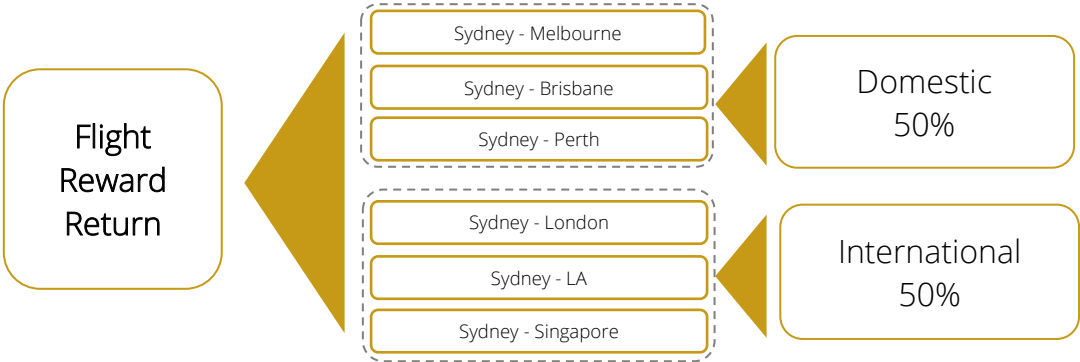 Flight
Reward
Return
Sydney - Melbourne
Sydney - Brisbane
Sydney - Perth
Domestic
50%
Sydney - London
Sydney - LA
Sydney - Singapore
International
50%